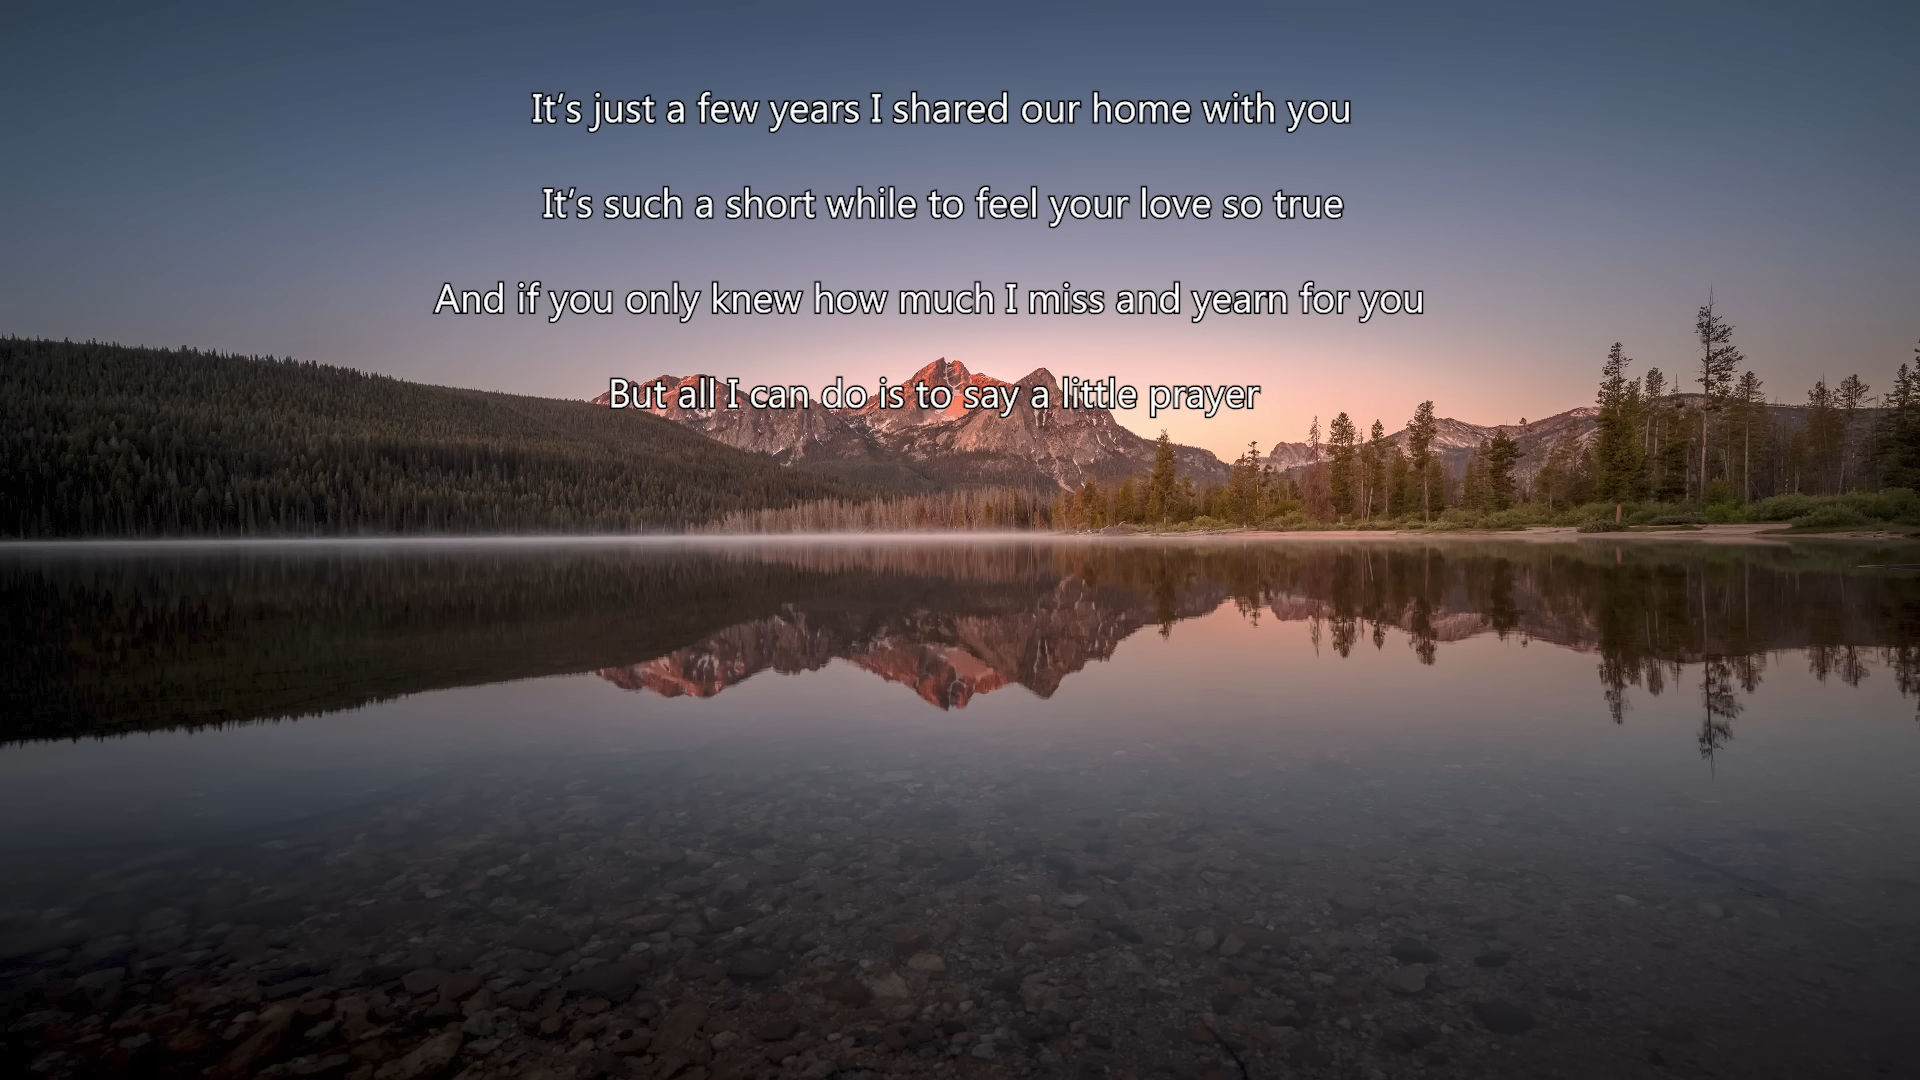 It’s just a few years I shared our home with you
It’s such a short while to feel your love so true
And if you only knew how much I miss and yearn for you
But all I can do is to say a little prayer